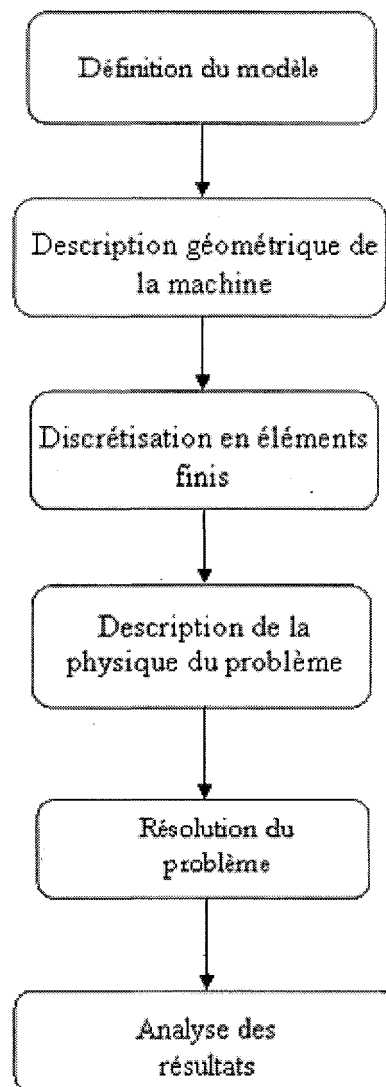 Définition du modèle
Description géométrique de
la machine
Discrétisation en éléments
finis
Description de la
physique du problème
Résolution du
problème
Analyse des
résultats